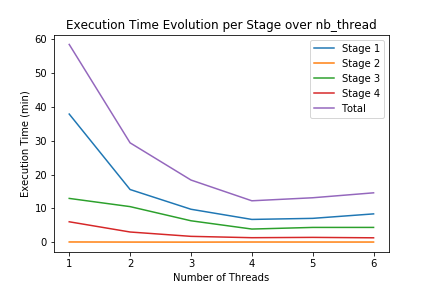 Execution Time Evolution per Stage over nb_thread
Execution Time (min)
60
50
40
30
20
10
0
Stage 1
Stage 2
Stage 3
Stage 4
Total
1 2 3 4 5 6
Number of Threads